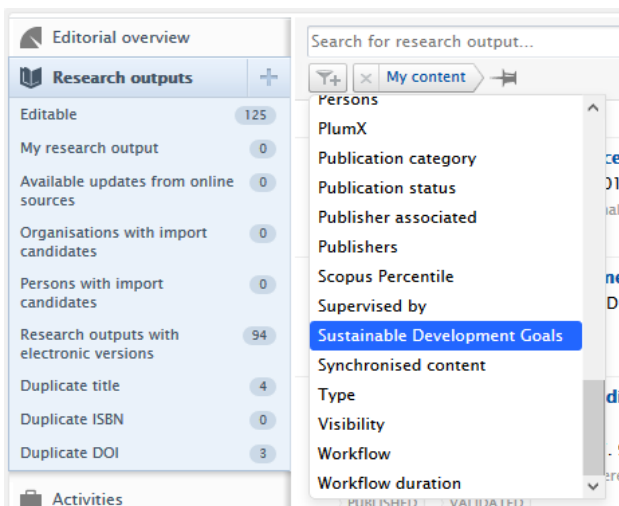 Editorial overview
Research outputs
Editable 125
My research output 0
Available updates from online 0
sources
Organisations with import 0
candidates
Persons with import 0
candidates
Research outputs with 94
electronic versions
Duplicate title 4
Duplicate ISBN 0
Duplicate DOI 3
Activities
Search for research output...
My content
Persons
PlumX
Publication category
Publication status
Publisher associated
Publishers
Scopus Percentile
Supervised by
Sustainable Development Goals
Synchronised content
Type
Visibility
Workflow
Workflow duration
PUBLISHED VALIDATED